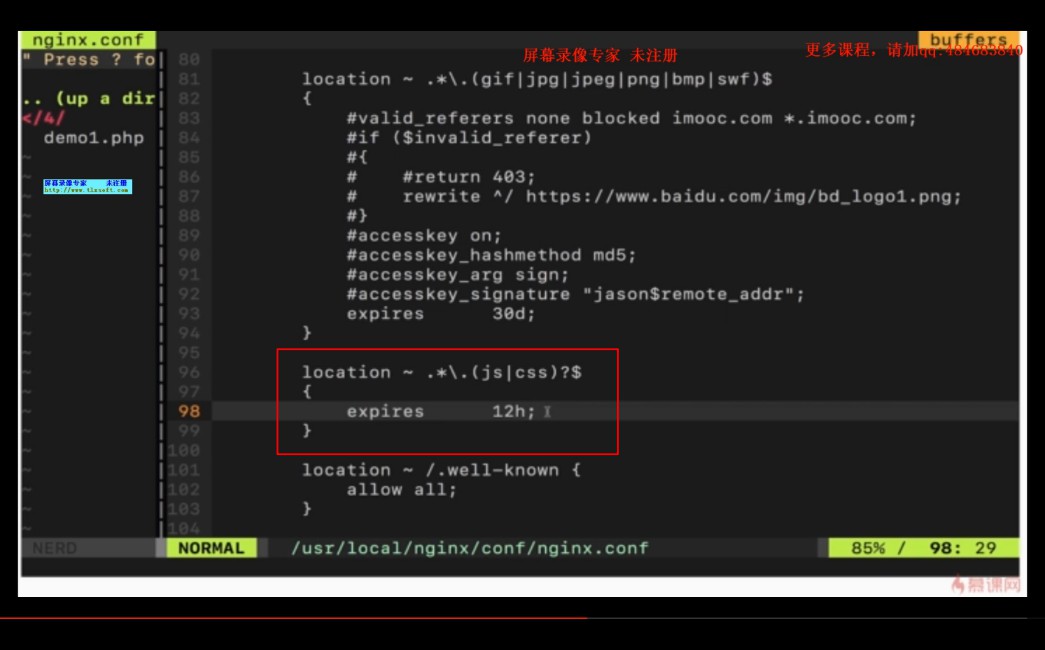 nginx.conf
buffers
屏幕录像专家 未注册
更多课程，请加qq:484683840
" Press ? fo
.. (up a dir
</4/
demo1.php
屏幕录像专家 未注册
http://www.tlxsoft.com
80
81 location ~ .*\.(gif|jpg|jpeg|png|bmp|swf)$
82 {
83 #valid_referers none blocked imooc.com *.imooc.com;
84 #if ($invalid_referer)
85 #{
86 # #return 403;
87 # rewrite ^/ https://www.baidu.com/img/bd_logo1.png;
88 #}
89 #accesskey on;
90 #accesskey_hashmethod md5;
91 #accesskey_arg sign;
92 #accesskey_signature "jason$remote_addr";
93 expires 30d;
94 }
95
96 location ~ .*\.(js|css)?$
97 {
98 expires 12h;
99 }
100
101 location ~ /.well-known {
102 allow all;
103 }
104
NERD
NORMAL /usr/local/nginx/conf/nginx.conf 85% / 98: 29
慕课网